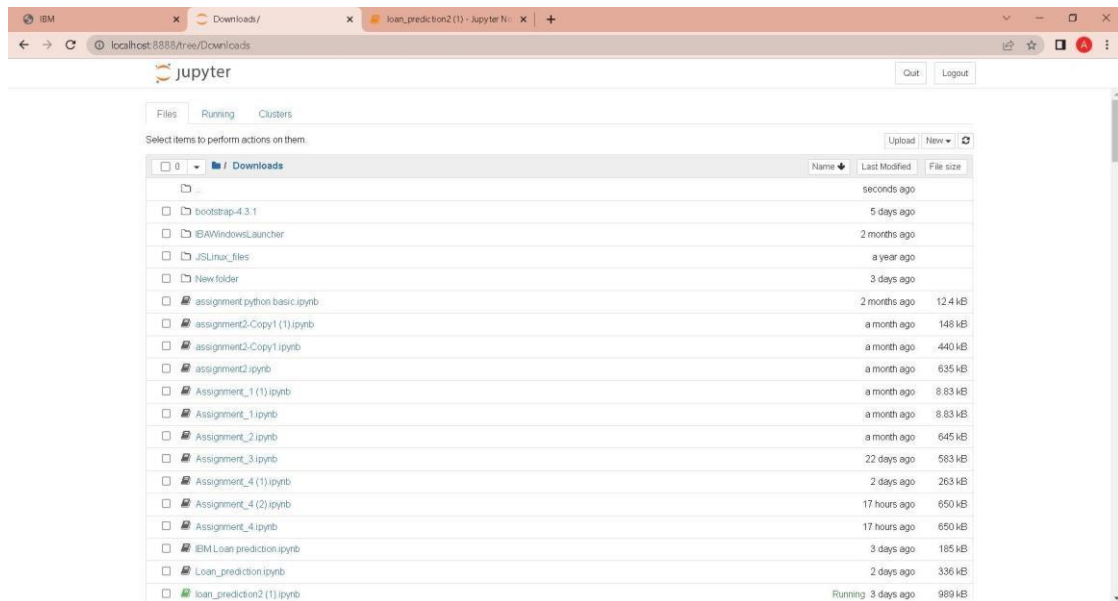 IBM Downloads/ loan_prediction2 (1) - Jupyter No
localhost:8888/tree/Downloads A
jupyter Quit Logout
Files Running Clusters
Select items to perform actions on them. Upload New
0 / Downloads Name Last Modified File size
.. seconds ago
bootstrap-4.3.1 5 days ago
IBAWindowsLauncher 2 months ago
JSLinux_files a year ago
New folder 3 days ago
assignment python basic.ipynb 2 months ago 12.4 kB
assignment2-Copy1 (1).ipynb a month ago 148 kB
assignment2-Copy1.ipynb a month ago 440 kB
assignment2.ipynb a month ago 635 kB
Assignment_1 (1).ipynb a month ago 8.83 kB
Assignment_1.ipynb a month ago 8.83 kB
Assignment_2.ipynb a month ago 645 kB
Assignment_3.ipynb 22 days ago 583 kB
Assignment_4 (1).ipynb 2 days ago 263 kB
Assignment_4 (2).ipynb 17 hours ago 650 kB
Assignment_4.ipynb 17 hours ago 650 kB
IBM Loan prediction.ipynb 3 days ago 185 kB
Loan_prediction.ipynb 2 days ago 336 kB
loan_prediction2 (1).ipynb Running 3 days ago 989 kB